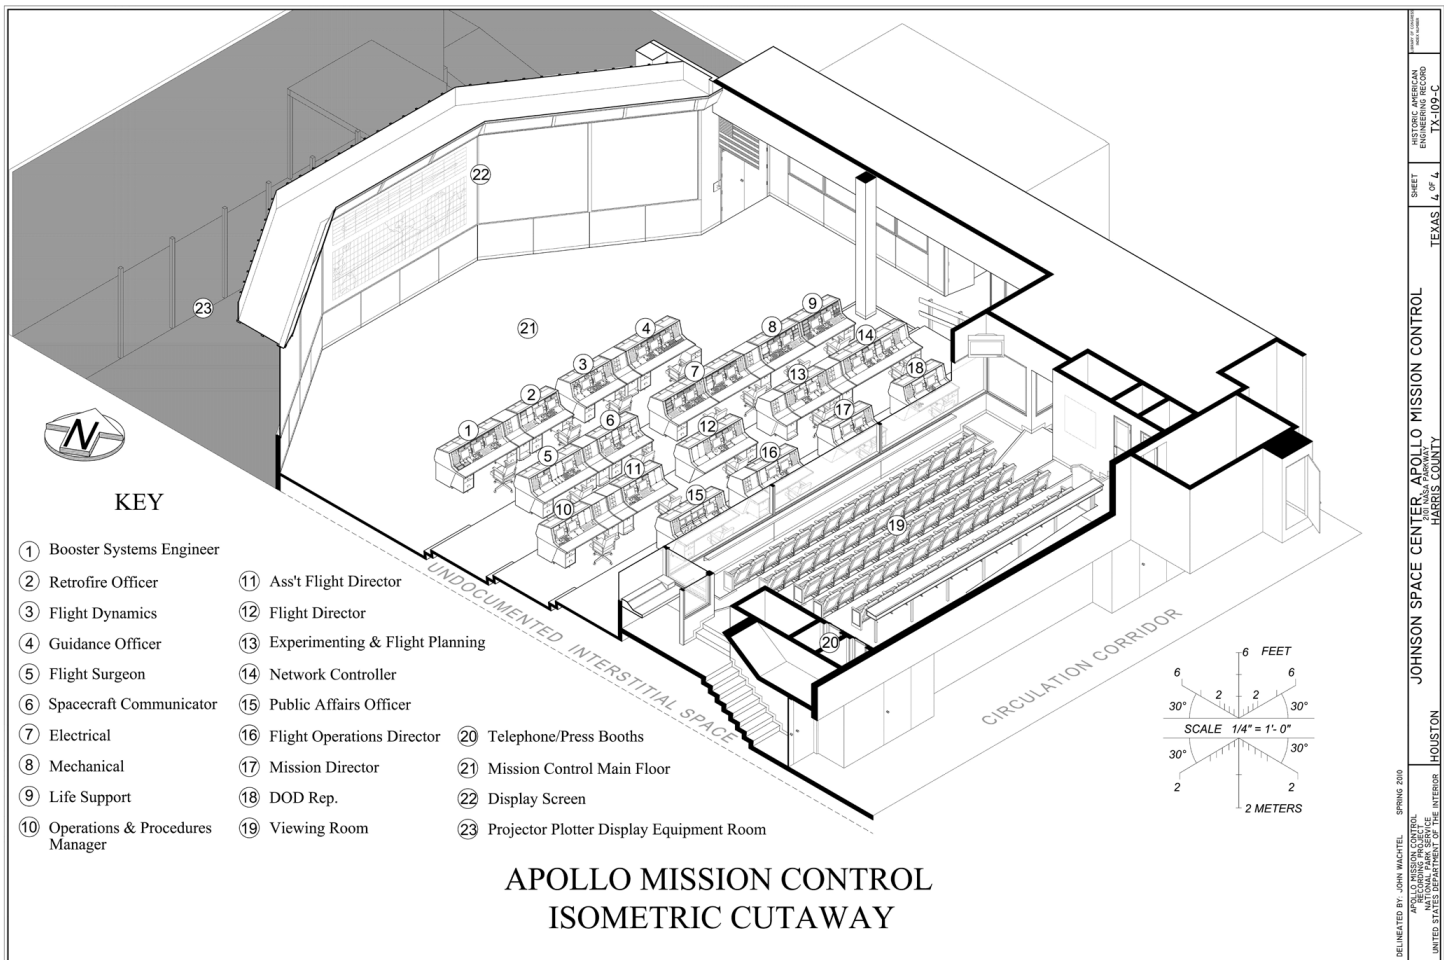 22
23
21
9
4
8
14
3
7
13
18
2
17
1
6
12
5
11
16
10
15
19
20
N
UNDOCUMENTED INTERSTITIAL SPACE
CIRCULATION CORRIDOR
KEY
1 Booster Systems Engineer
2 Retrofire Officer
3 Flight Dynamics
4 Guidance Officer
5 Flight Surgeon
6 Spacecraft Communicator
7 Electrical
8 Mechanical
9 Life Support
10 Operations & Procedures
Manager
11 Ass't Flight Director
12 Flight Director
13 Experimenting & Flight Planning
14 Network Controller
15 Public Affairs Officer
16 Flight Operations Director
17 Mission Director
18 DOD Rep.
19 Viewing Room
20 Telephone/Press Booths
21 Mission Control Main Floor
22 Display Screen
23 Projector Plotter Display Equipment Room
6 FEET
6 6
2 2
30° 30°
SCALE 1/4" = 1'- 0"
30° 30°
2 2
2 METERS
APOLLO MISSION CONTROL
ISOMETRIC CUTAWAY
LIBRARY OF CONGRESS
INDEX NUMBER
HISTORIC AMERICAN
ENGINEERING RECORD
TX-109-C
SHEET
4 OF 4
JOHNSON SPACE CENTER, APOLLO MISSION CONTROL
2101 NASA PARKWAY
HOUSTON HARRIS COUNTY TEXAS
DELINEATED BY: JOHN WACHTEL SPRING 2010
APOLLO MISSION CONTROL
RECORDING PROJECT
NATIONAL PARK SERVICE
UNITED STATES DEPARTMENT OF THE INTERIOR